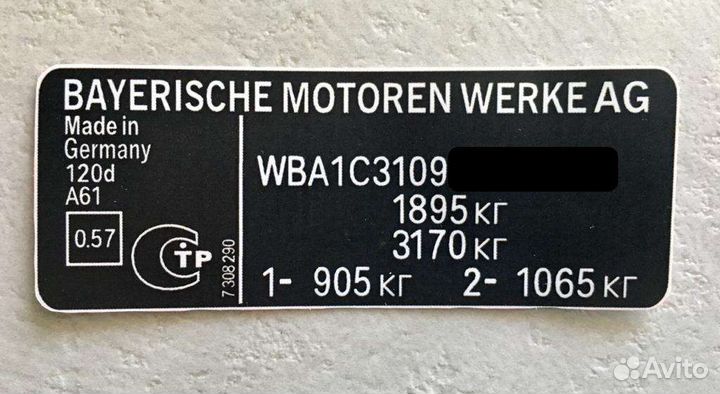 BAYERISCHE MOTOREN WERKE AG
Made in
Germany
120d
A61
0.57
СТР
7 308 290
WBA1C3109
1895 кг
3170 кг
1- 905 кг 2- 1065 кг
Avito